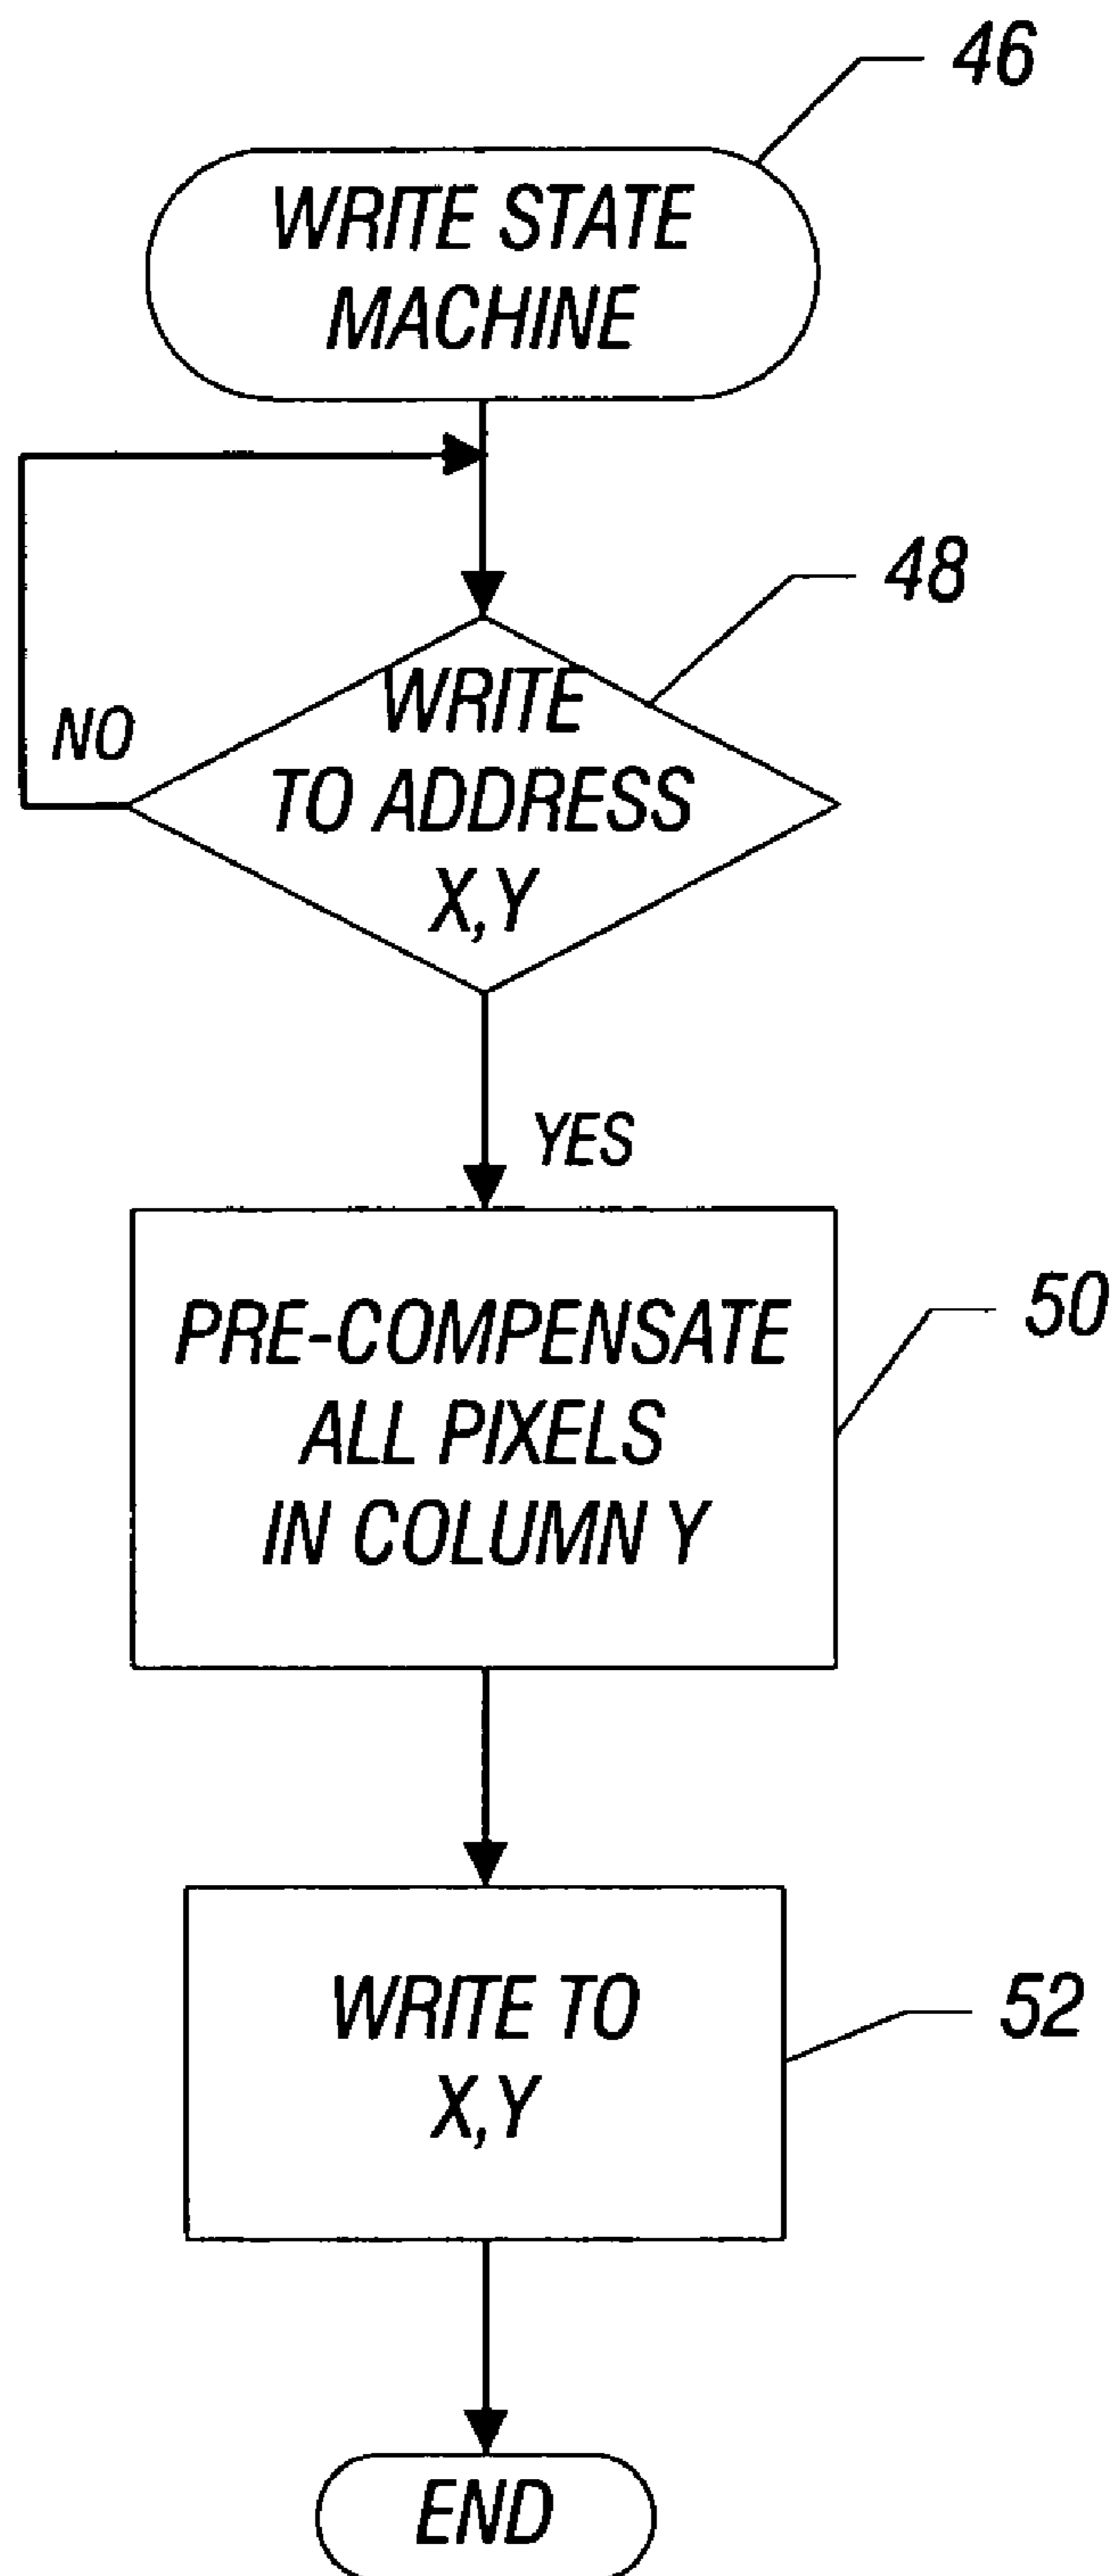 46
WRITE STATE
MACHINE
48
WRITE
TO ADDRESS
X,Y
NO
YES
PRE-COMPENSATE
ALL PIXELS
IN COLUMN Y
50
WRITE TO
X,Y
52
END